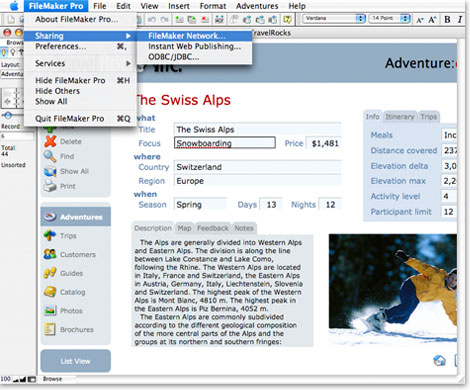 FileMaker Pro File Edit View Insert Format Adventures Help
About FileMaker Pro...
Sharing
Preferences... ⌘,
Services
Hide FileMaker Pro ⌘H
Hide Others
Show All
Quit FileMaker Pro ⌘Q
FileMaker Network...
Instant Web Publishing...
ODBC/JDBC...
Verdana 14 Point
TravelRocks
Browse
Layout:
Adventure
Record
6
Total:
44
Unsorted
Inc.
Adventure:
New
Delete
Find
Show All
Print
Adventures
Trips
Customers
Guides
Catalog
Photos
Brochures
List View
The Swiss Alps
what
Title The Swiss Alps
Focus Snowboarding Price $1,481
where
Country Switzerland
Region Europe
when
Season Spring Days 13 Nights 12
Info Itinerary Trips
Meals Inc
Distance covered 237
Elevation delta 3,0
Elevation max 2,2
Activity level 4
Participant limit 12
Description Map Feedback Notes
The Alps are generally divided into Western Alps
and Eastern Alps. The division is along the line
between Lake Constance and Lake Como,
following the Rhine. The Western Alps are located
in Italy, France and Switzerland, the Eastern Alps
in Austria, Germany, Italy, Liechtenstein, Slovenia
and Switzerland. The highest peak of the Western
Alps is Mont Blanc, 4810 m. The highest peak in
the Eastern Alps is Piz Bernina, 4052 m.
The Eastern Alps are commonly subdivided
according to the different geological composition
of the more central parts of the Alps and the
groups at its northern and southern fringes:
100 Browse